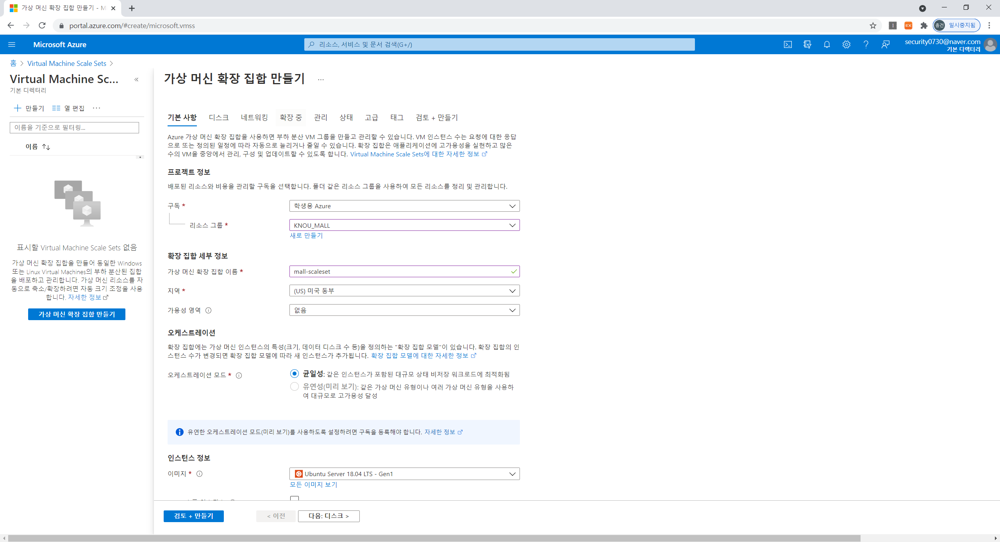 가상 머신 확장 집합 만들기 - M
portal.azure.com/#create/microsoft.vmss
EX
충건
일시중지됨
Microsoft Azure
리소스, 서비스 및 문서 검색(G+/)
security0730@naver.com
기본 디렉터리
홈 > Virtual Machine Scale Sets >
Virtual Machine Sc...
«
기본 디렉터리
만들기
열 편집
···
이름을 기준으로 필터링...
이름 ↑↓
표시할 Virtual Machine Scale Sets 없음
가상 머신 확장 집합을 만들어 동일한 Windows
또는 Linux Virtual Machines의 부하 분산된 집합
을 배포하고 관리합니다. 가상 머신 리소스를 자
동으로 축소/확장하려면 자동 크기 조정을 사용
합니다. 자세한 정보
가상 머신 확장 집합 만들기
가상 머신 확장 집합 만들기 ...
기본 사항 디스크 네트워킹 확장 중 관리 상태 고급 태그 검토 + 만들기
Azure 가상 머신 확장 집합을 사용하면 부하 분산 VM 그룹을 만들고 관리할 수 있습니다. VM 인스턴스 수는 요청에 대한 응답
으로 또는 정의된 일정에 따라 자동으로 늘리거나 줄일 수 있습니다. 확장 집합은 애플리케이션에 고가용성을 실현하고 많은
수의 VM을 중앙에서 관리, 구성 및 업데이트할 수 있도록 합니다. Virtual Machine Scale Sets에 대한 자세한 정보
프로젝트 정보
배포된 리소스와 비용을 관리할 구독을 선택합니다. 폴더 같은 리소스 그룹을 사용하여 모든 리소스를 정리 및 관리합니다.
구독 *
학생용 Azure
리소스 그룹 *
KNOU_MALL
새로 만들기
확장 집합 세부 정보
가상 머신 확장 집합 이름 *
mall-scaleset
지역 *
(US) 미국 동부
가용성 영역
없음
오케스트레이션
확장 집합에는 가상 머신 인스턴스의 특성(크기, 데이터 디스크 수 등)을 정의하는 "확장 집합 모델"이 있습니다. 확장 집합의 인
스턴스 수가 변경되면 확장 집합 모델에 따라 새 인스턴스가 추가됩니다. 확장 집합 모델에 대한 자세한 정보
오케스트레이션 모드 *
균일성: 같은 인스턴스가 포함된 대규모 상태 비저장 워크로드에 최적화됨
유연성(미리 보기): 같은 가상 머신 유형이나 여러 가상 머신 유형을 사용하
여 대규모로 고가용성 달성
유연한 오케스트레이션 모드(미리 보기)를 사용하도록 설정하려면 구독을 등록해야 합니다. 자세한 정보
인스턴스 정보
이미지 *
Ubuntu Server 18.04 LTS - Gen1
모든 이미지 보기
검토 + 만들기
< 이전
다음: 디스크 >